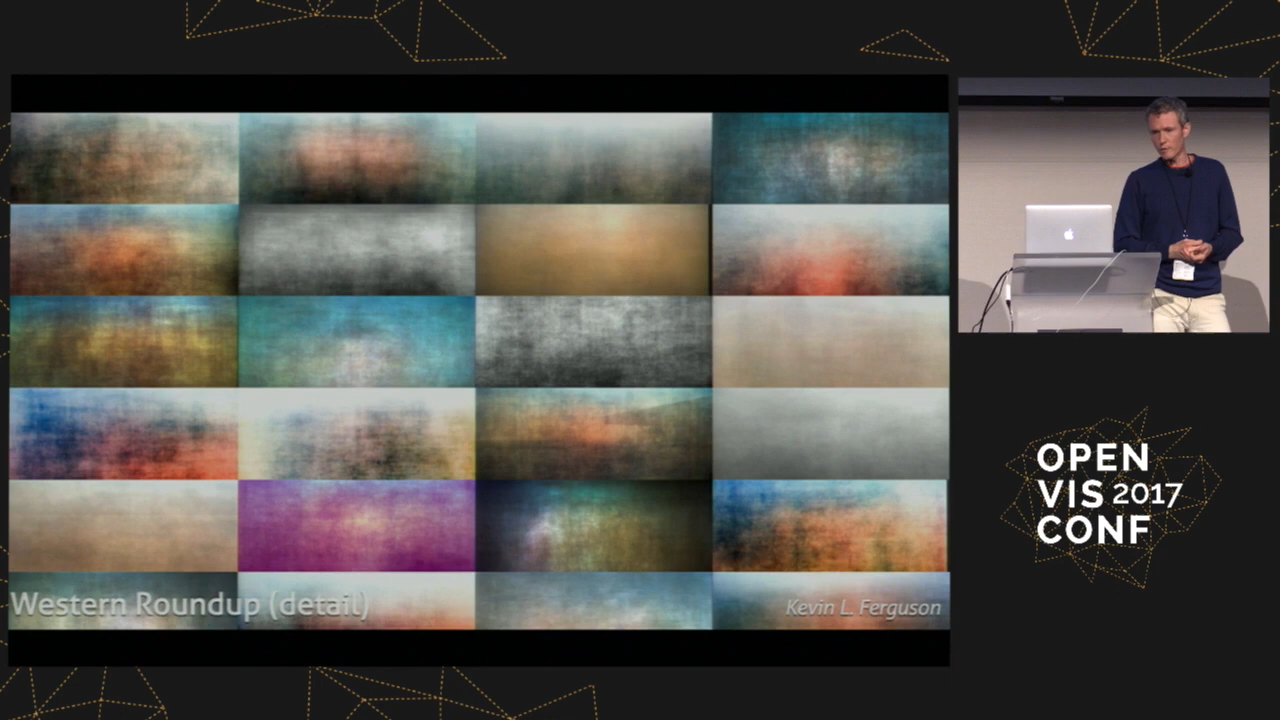 Western Roundup (detail)
Kevin L. Ferguson
OPEN
VIS 2017
CONF